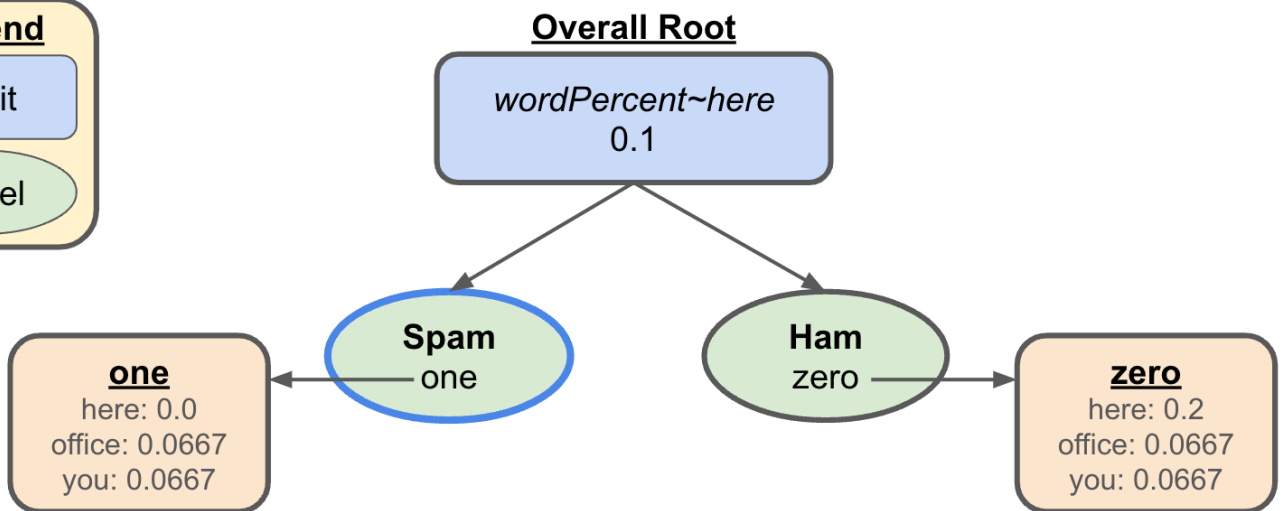 end
it
el
Overall Root
wordPercent~here
0.1
Spam
one
Ham
zero
one
here: 0.0
office: 0.0667
you: 0.0667
zero
here: 0.2
office: 0.0667
you: 0.0667